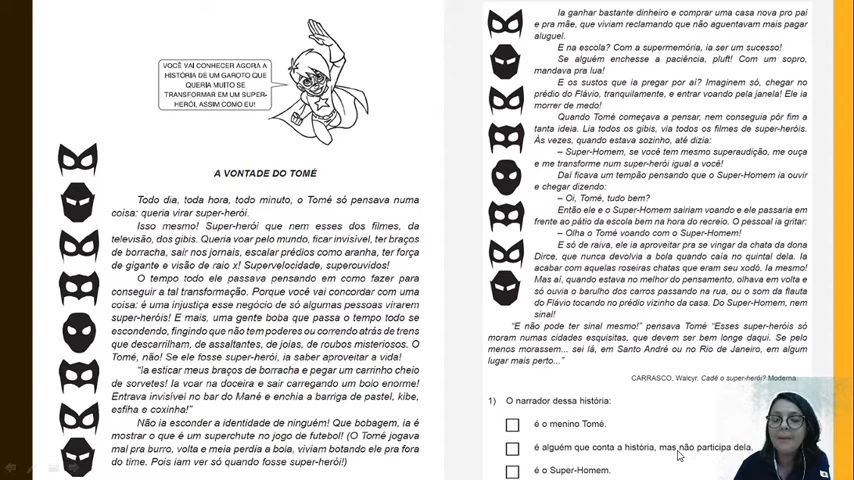 VOCÊ VAI CONHECER AGORA A
HISTÓRIA DE UM GAROTO QUE
QUERIA MUITO SE
TRANSFORMAR EM UM SUPER-
HERÓI, ASSIM COMO EU!
A VONTADE DO TOMÉ
Todo dia, toda hora, todo minuto, o Tomé só pensava numa
coisa: queria virar super-herói.
Isso mesmo! Super-herói que nem esses dos filmes, da
televisão, dos gibis. Queria voar pelo mundo, ficar invisível, ter braços
de borracha, sair nos jornais, escalar prédios como aranha, ter força
de gigante e visão de raio x! Supervelocidade, superouvidos!
O tempo todo ele passava pensando em como fazer para
conseguir a tal transformação. Porque você vai concordar com uma
coisa: é uma injustiça esse negócio de só algumas pessoas virarem
super-heróis! E mais, uma gente boba que passa o tempo todo se
escondendo, fingindo que não tem poderes ou correndo atrás de trens
que descarrilham, de assaltantes, de joias, de roubos misteriosos. O
Tomé, não! Se ele fosse super-herói, ia saber aproveitar a vida!
"Ia esticar meus braços de borracha e pegar um carrinho cheio
de sorvetes! Ia voar na doceira e sair carregando um bolo enorme!
Entrava invisível no bar do Mané e enchia a barriga de pastel, kibe,
esfiha e coxinha!"
Não ia esconder a identidade de ninguém! Que bobagem, ia é
mostrar o que é um superchute no jogo de futebol! (O Tomé jogava
mal pra burro, volta e meia perdia a bola, viviam botando ele pra fora
do time. Pois iam ver só quando fosse super-herói!)
Ia ganhar bastante dinheiro e comprar uma casa nova pro pai
e pra mãe, que viviam reclamando que não aguentavam mais pagar
aluguel.
E na escola? Com a supermemória, ia ser um sucesso!
Se alguém enchesse a paciência, pluft! Com um sopro,
mandava pra lua!
E os sustos que ia pregar por aí? Imaginem só, chegar no
prédio do Flávio, tranquilamente, e entrar voando pela janela! Ele ia
morrer de medo!
Quando Tomé começava a pensar, nem conseguia pôr fim a
tanta ideia. Lia todos os gibis, via todos os filmes de super-heróis.
Às vezes, quando estava sozinho, até dizia:
– Super-Homem, se você tem mesmo superaudição, me ouça
e me transforme num super-herói igual a você!
Daí ficava um tempão pensando que o Super-Homem ia ouvir
e chegar dizendo:
– Oi, Tomé, tudo bem?
Então ele e o Super-Homem sairiam voando e ele passaria em
frente ao pátio da escola bem na hora do recreio. O pessoal ia gritar:
– Olha o Tomé voando com o Super-Homem!
E só de raiva, ele ia aproveitar pra se vingar da chata da dona
Dirce, que nunca devolvia a bola quando caía no quintal dela. Ia
acabar com aquelas roseiras chatas que eram seu xodó. Ia mesmo!
Mas aí, quando estava no melhor do pensamento, olhava em volta e
só ouvia o barulho dos carros passando na rua, ou o som da flauta
do Flávio tocando no prédio vizinho da casa. Do Super-Homem, nem
sinal!
"E não pode ter sinal mesmo!" pensava Tomé "Esses super-heróis só
moram numas cidades esquisitas, que devem ser bem longe daqui. Se pelo
menos morassem... sei lá, em Santo André ou no Rio de Janeiro, em algum
lugar mais perto..."
CARRASCO, Walcyr. Cadê o super-herói? Moderna.
1) O narrador dessa história:
é o menino Tomé.
é alguém que conta a história, mas não participa dela.
é o Super-Homem.